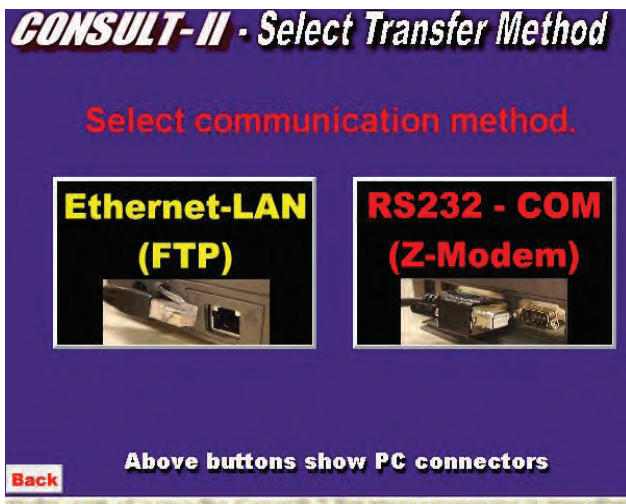 CONSULT-II - Select Transfer Method
Select communication method.
Ethernet-LAN
(FTP)
RS232 - COM
(Z-Modem)
Above buttons show PC connectors
Back